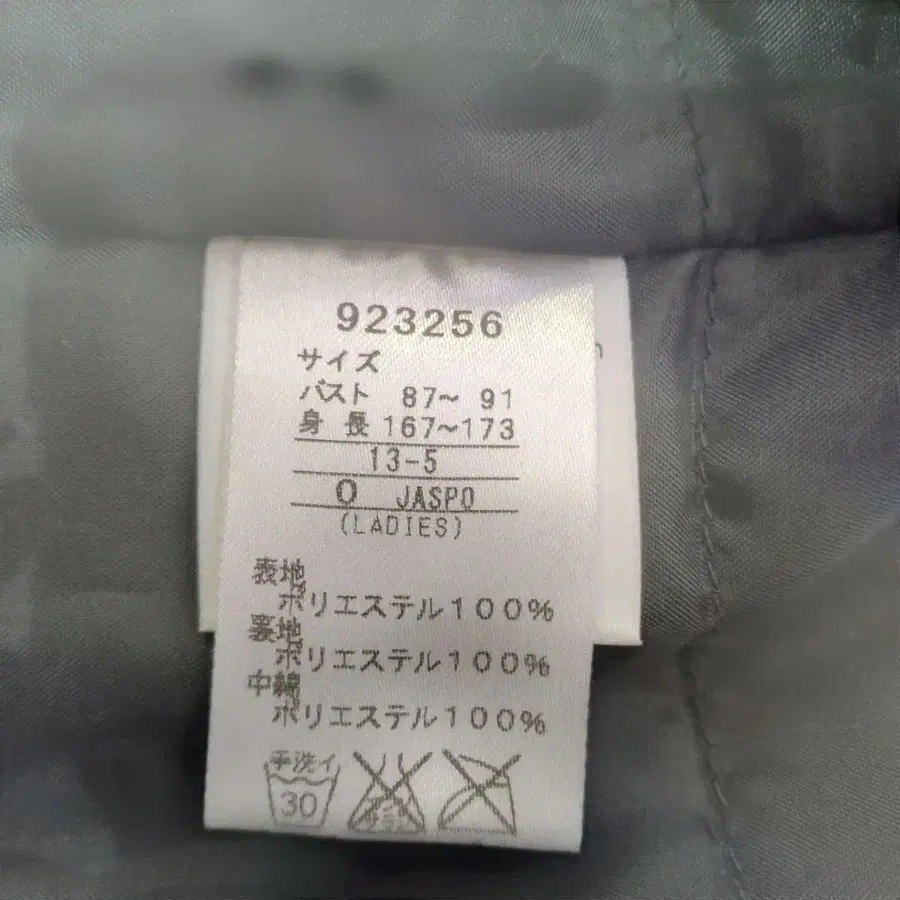 923256
サイズ
バスト 87～ 91
身 長 167～173
13-5
O JASPO
(LADIES)
表地
ポリエステル100%
裏地
ポリエステル100%
中綿
ポリエステル100%
手洗イ
30